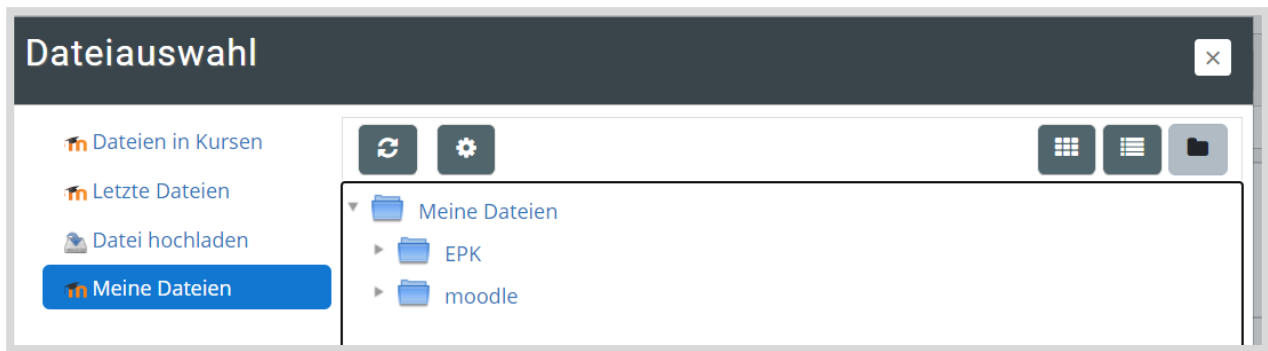 Dateiauswahl
Dateien in Kursen
Letzte Dateien
Datei hochladen
Meine Dateien
Meine Dateien
EPK
moodle